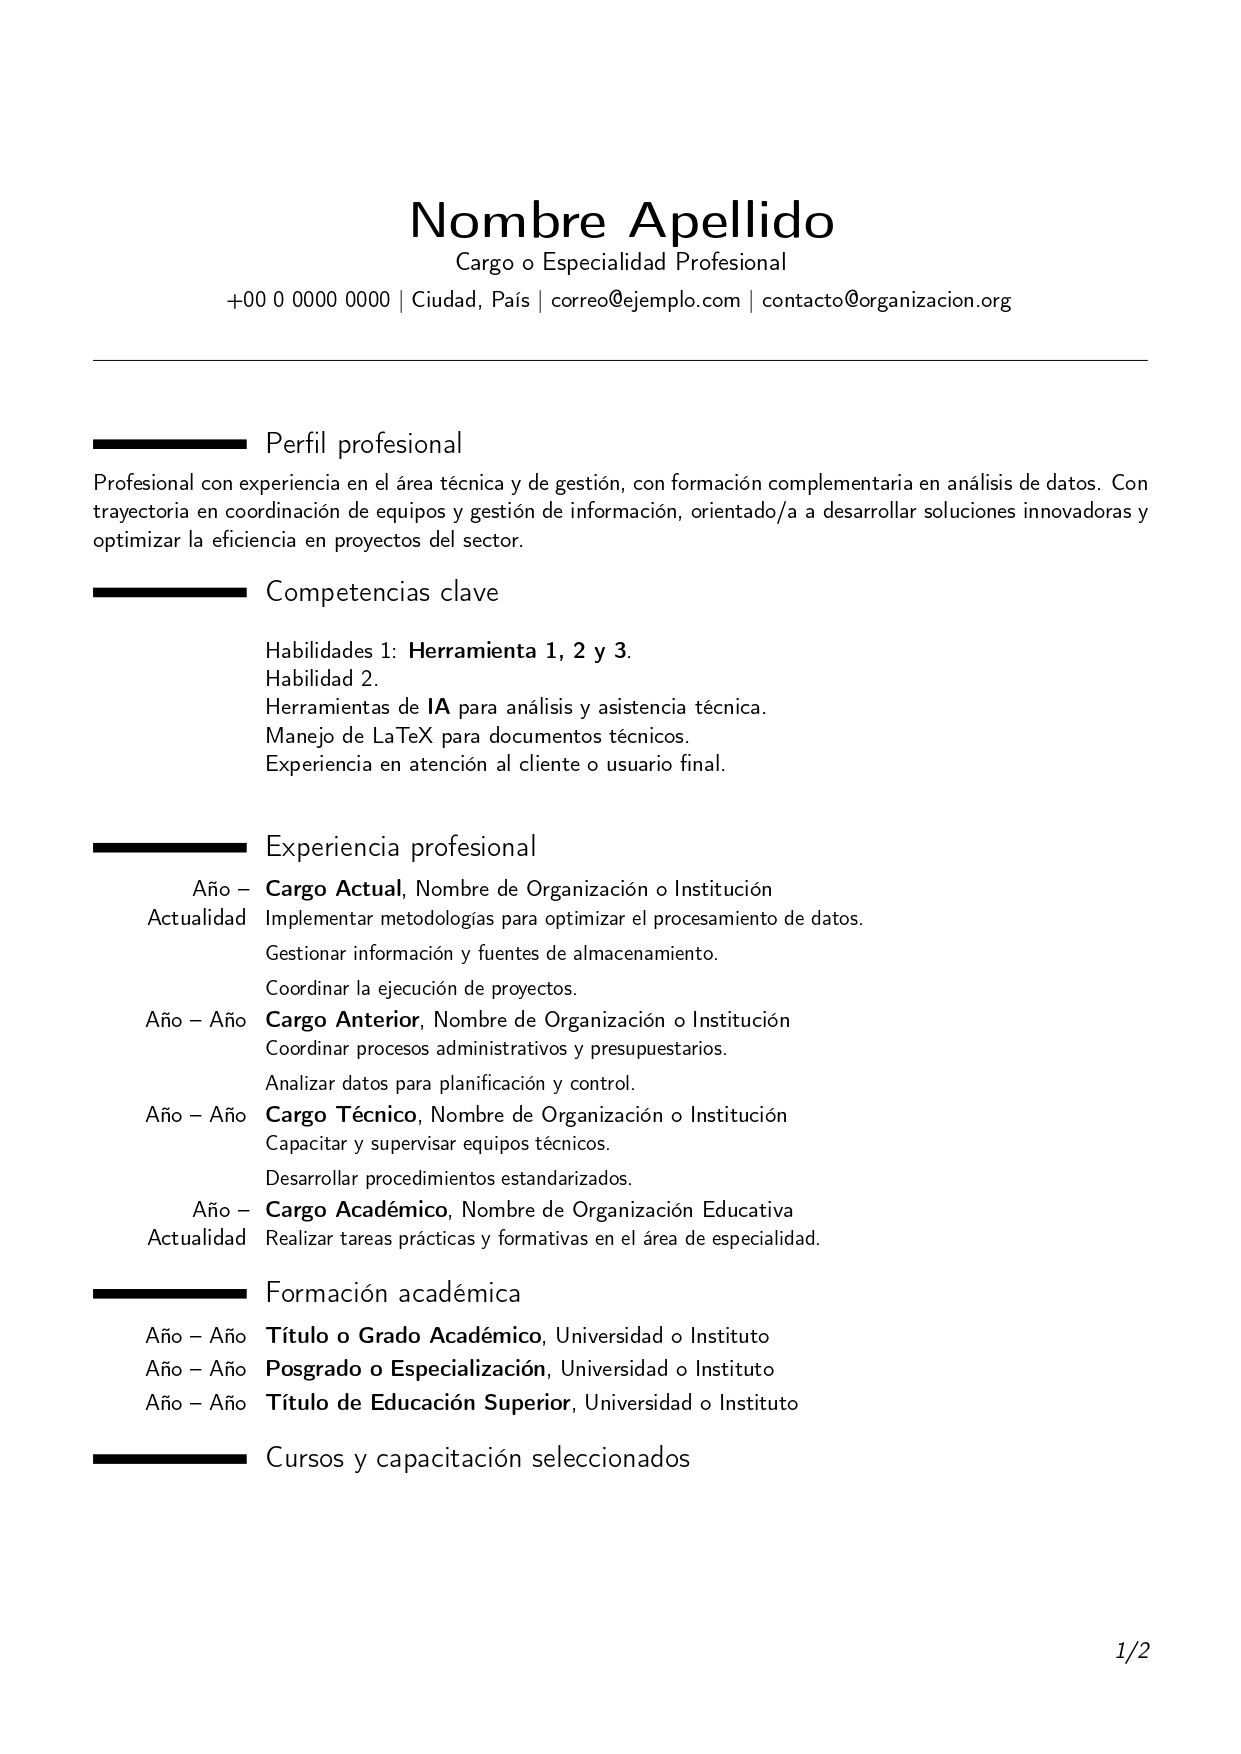 Nombre Apellido
Cargo o Especialidad Profesional
+00 0 0000 0000 | Ciudad, País | correo@ejemplo.com | contacto@organizacion.org
Perfil profesional
Profesional con experiencia en el área técnica y de gestión, con formación complementaria en análisis de datos. Con
trayectoria en coordinación de equipos y gestión de información, orientado/a a desarrollar soluciones innovadoras y
optimizar la eficiencia en proyectos del sector.
Competencias clave
Habilidades 1: Herramienta 1, 2 y 3.
Habilidad 2.
Herramientas de IA para análisis y asistencia técnica.
Manejo de LaTeX para documentos técnicos.
Experiencia en atención al cliente o usuario final.
Experiencia profesional
Año – Cargo Actual, Nombre de Organización o Institución
Actualidad Implementar metodologías para optimizar el procesamiento de datos.
Gestionar información y fuentes de almacenamiento.
Coordinar la ejecución de proyectos.
Año – Año Cargo Anterior, Nombre de Organización o Institución
Coordinar procesos administrativos y presupuestarios.
Analizar datos para planificación y control.
Año – Año Cargo Técnico, Nombre de Organización o Institución
Capacitar y supervisar equipos técnicos.
Desarrollar procedimientos estandarizados.
Año – Cargo Académico, Nombre de Organización Educativa
Actualidad Realizar tareas prácticas y formativas en el área de especialidad.
Formación académica
Año – Año Título o Grado Académico, Universidad o Instituto
Año – Año Posgrado o Especialización, Universidad o Instituto
Año – Año Título de Educación Superior, Universidad o Instituto
Cursos y capacitación seleccionados
1/2